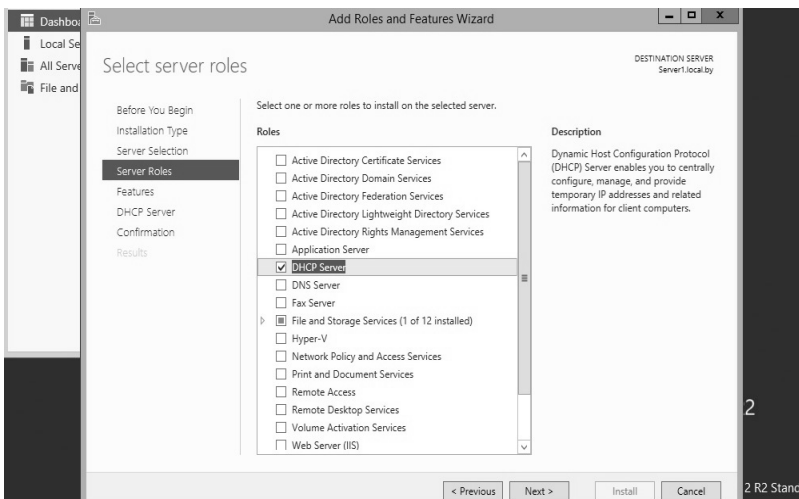 Dashboa
Local Se
All Serve
File and
Add Roles and Features Wizard
x
Select server roles
DESTINATION SERVER
Server1.local.by
Before You Begin
Installation Type
Server Selection
Server Roles
Features
DHCP Server
Confirmation
Results
Select one or more roles to install on the selected server.
Roles
Active Directory Certificate Services
Active Directory Domain Services
Active Directory Federation Services
Active Directory Lightweight Directory Services
Active Directory Rights Management Services
Application Server
DHCP Server
DNS Server
Fax Server
File and Storage Services (1 of 12 installed)
Hyper-V
Network Policy and Access Services
Print and Document Services
Remote Access
Remote Desktop Services
Volume Activation Services
Web Server (IIS)
Description
Dynamic Host Configuration Protocol
(DHCP) Server enables you to centrally
configure, manage, and provide
temporary IP addresses and related
information for client computers.
< Previous
Next >
Install
Cancel
2
2 R2 Stand